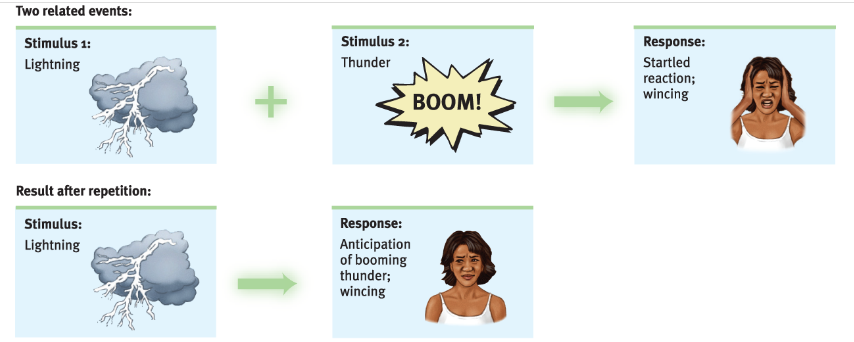 Two related events:
Stimulus 1:
Lightning
Stimulus 2:
Thunder
BOOM!
Response:
Startled
reaction;
wincing
Result after repetition:
Stimulus:
Lightning
Response:
Anticipation
of booming
thunder;
wincing